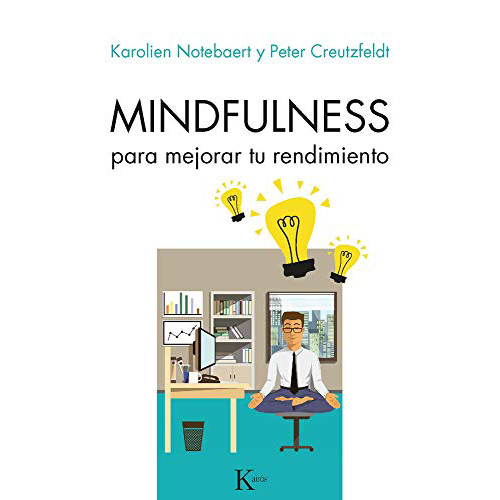 Karolien Notebaert y Peter Creutzfeldt
MINDFULNESS
para mejorar tu rendimiento
Kairós